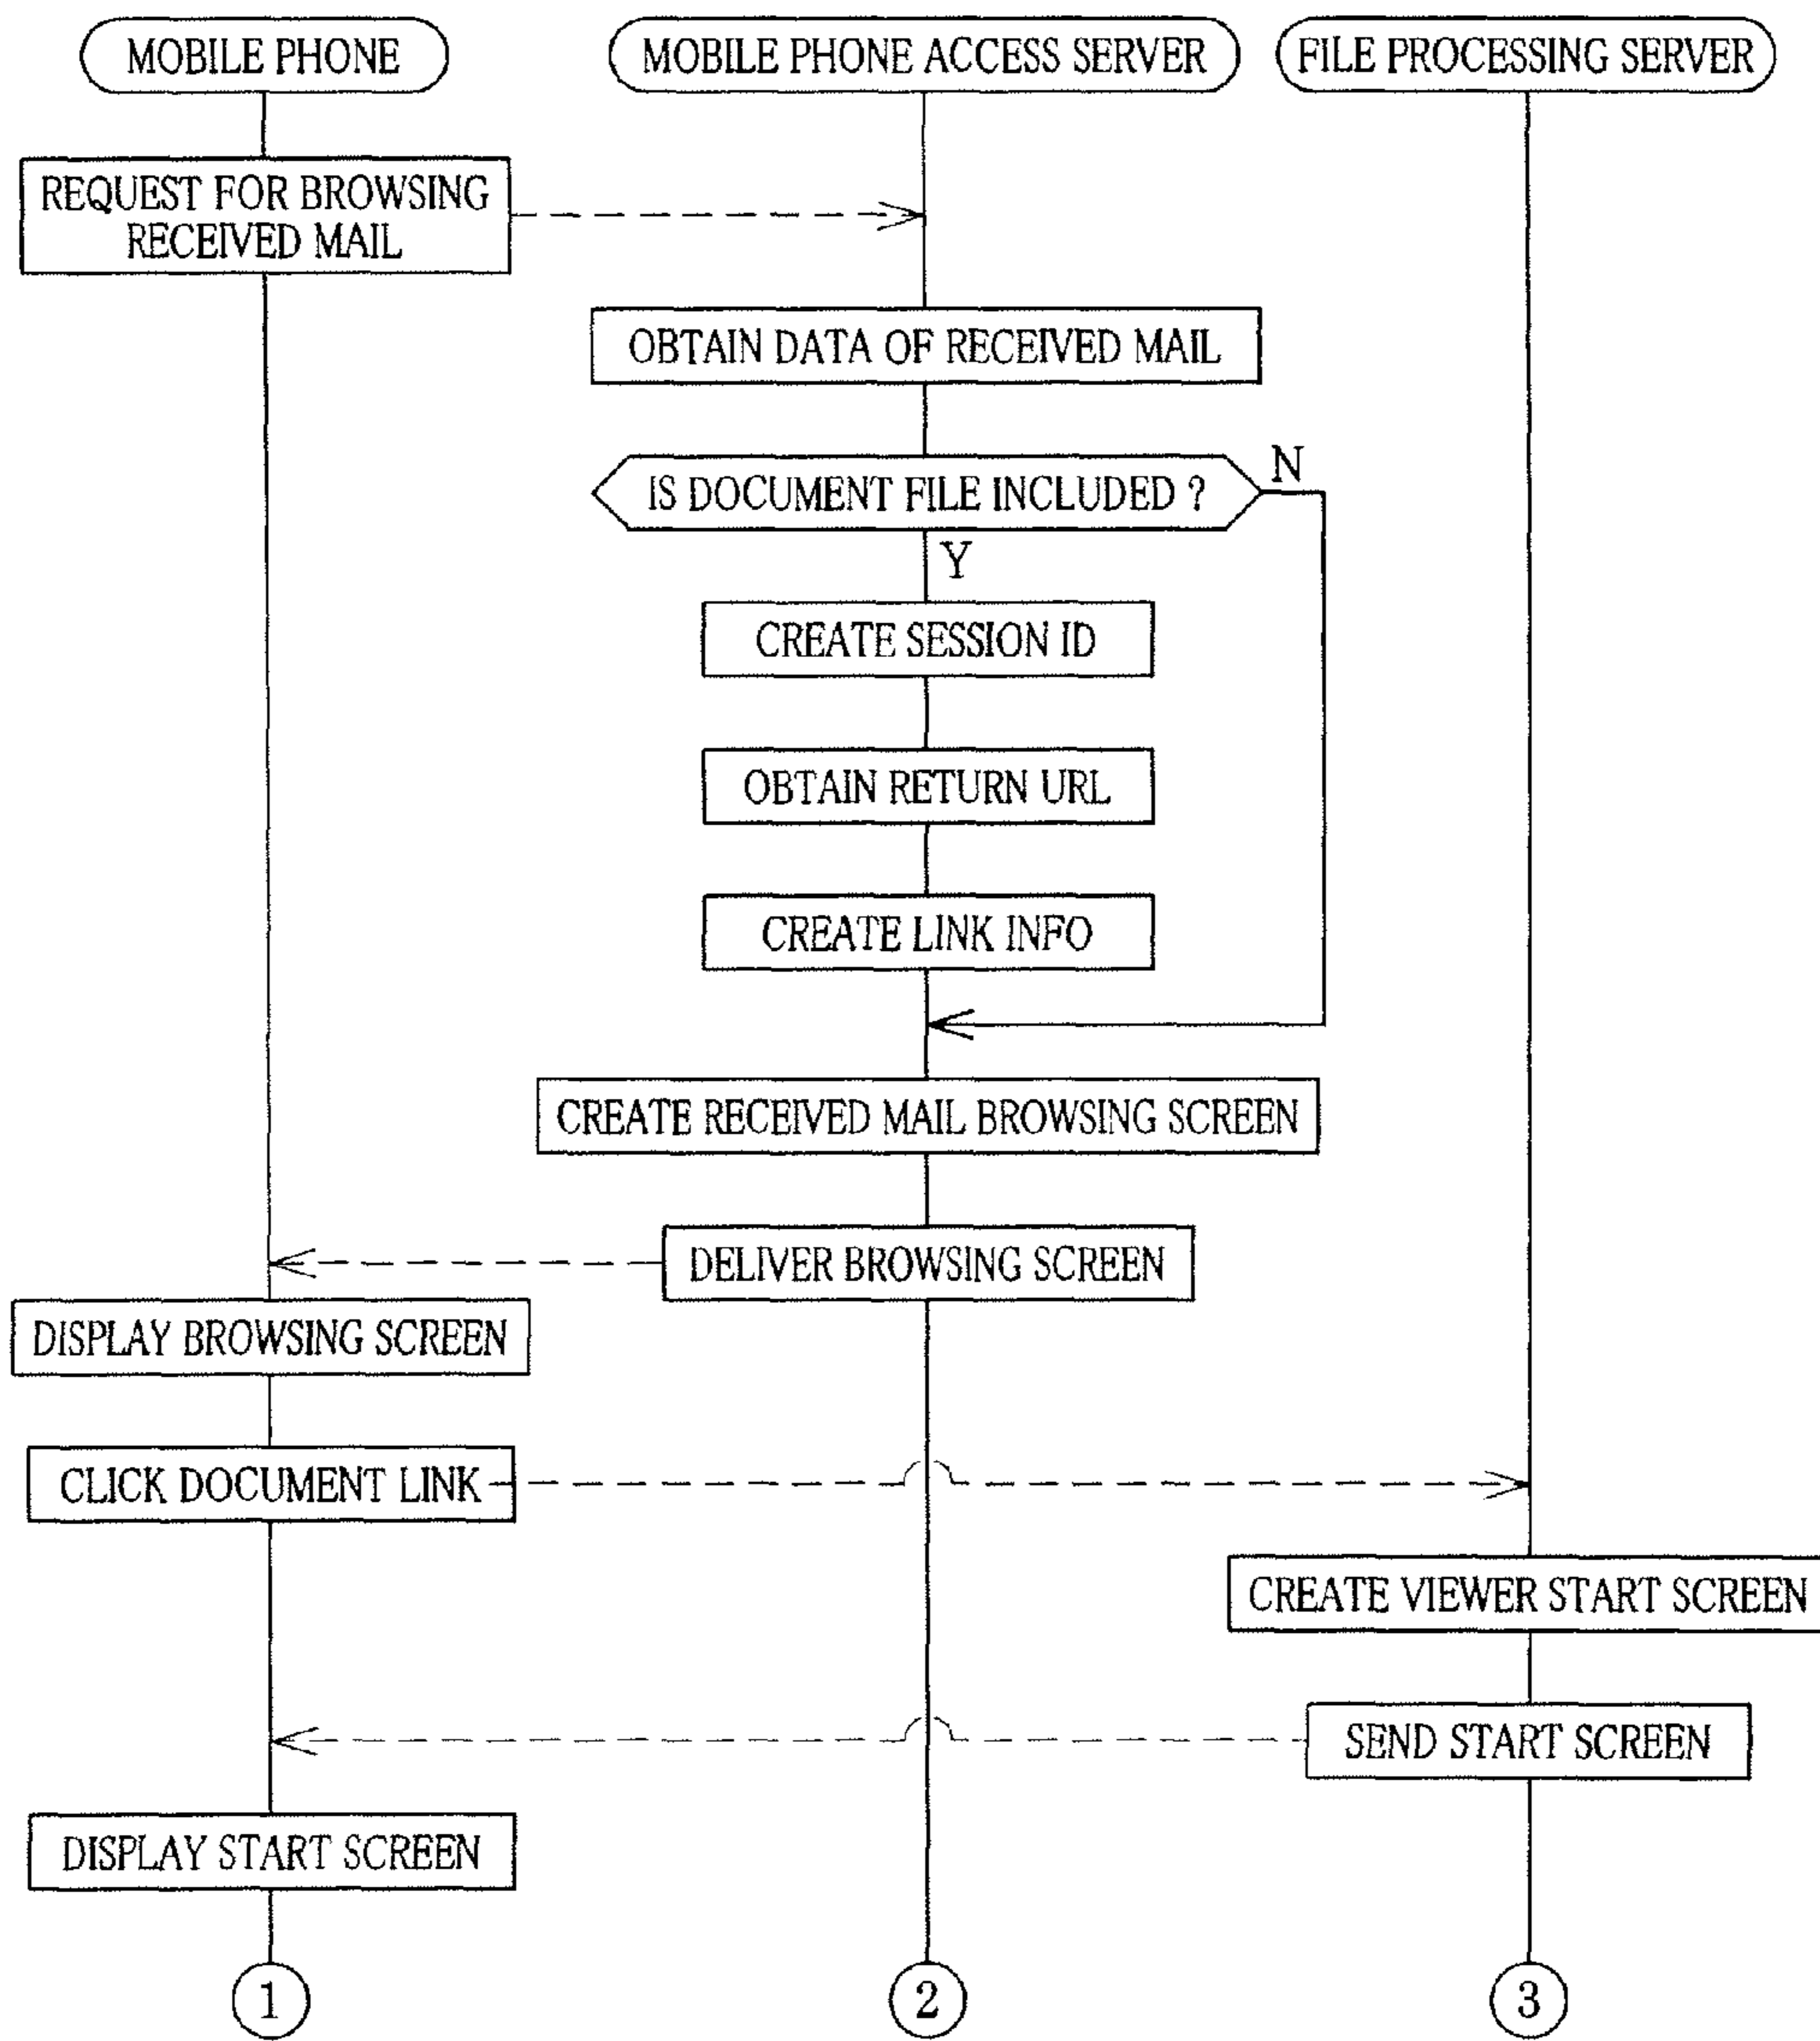 MOBILE PHONE
MOBILE PHONE ACCESS SERVER
FILE PROCESSING SERVER
REQUEST FOR BROWSING
RECEIVED MAIL
OBTAIN DATA OF RECEIVED MAIL
IS DOCUMENT FILE INCLUDED ?
N
Y
CREATE SESSION ID
OBTAIN RETURN URL
CREATE LINK INFO
CREATE RECEIVED MAIL BROWSING SCREEN
DELIVER BROWSING SCREEN
DISPLAY BROWSING SCREEN
CLICK DOCUMENT LINK
CREATE VIEWER START SCREEN
SEND START SCREEN
DISPLAY START SCREEN
1
2
3